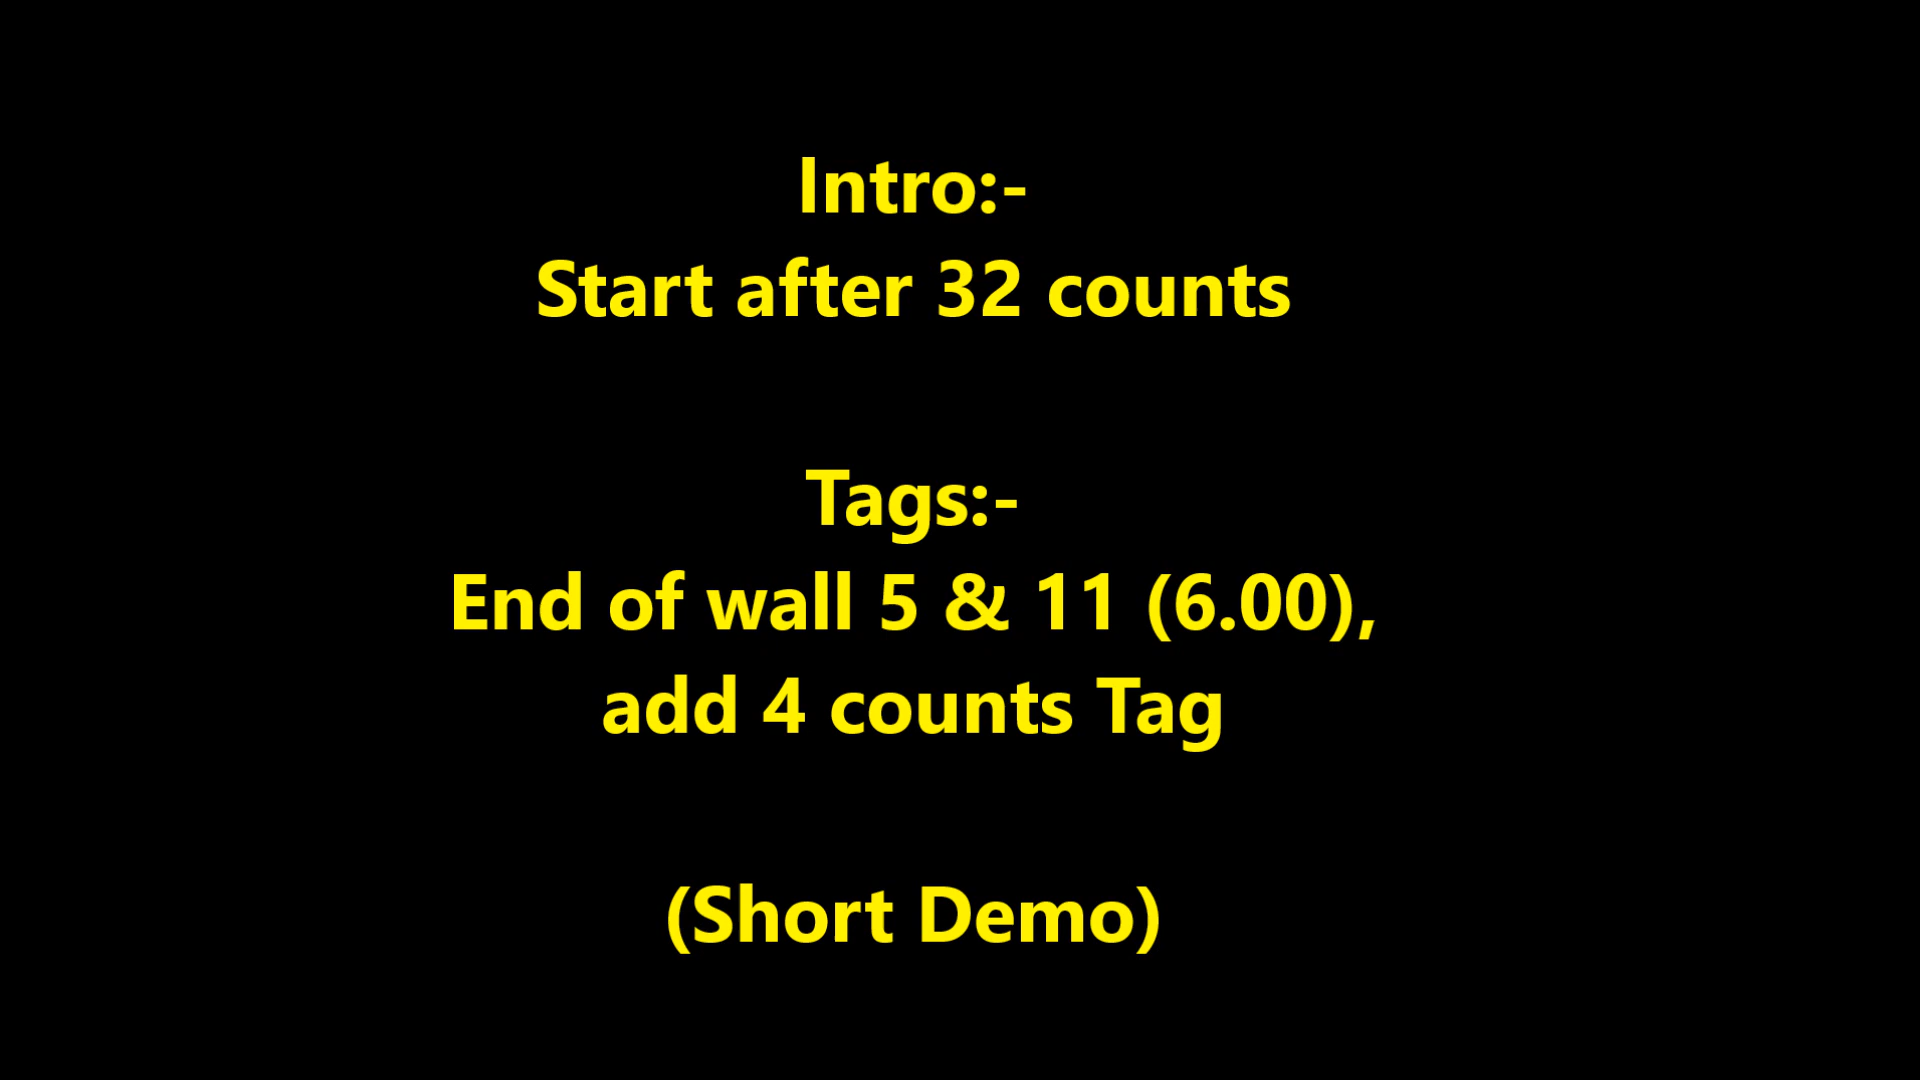 Intro:-
Start after 32 counts
Tags:-
End of wall 5 & 11 (6.00),
add 4 counts Tag
(Short Demo)